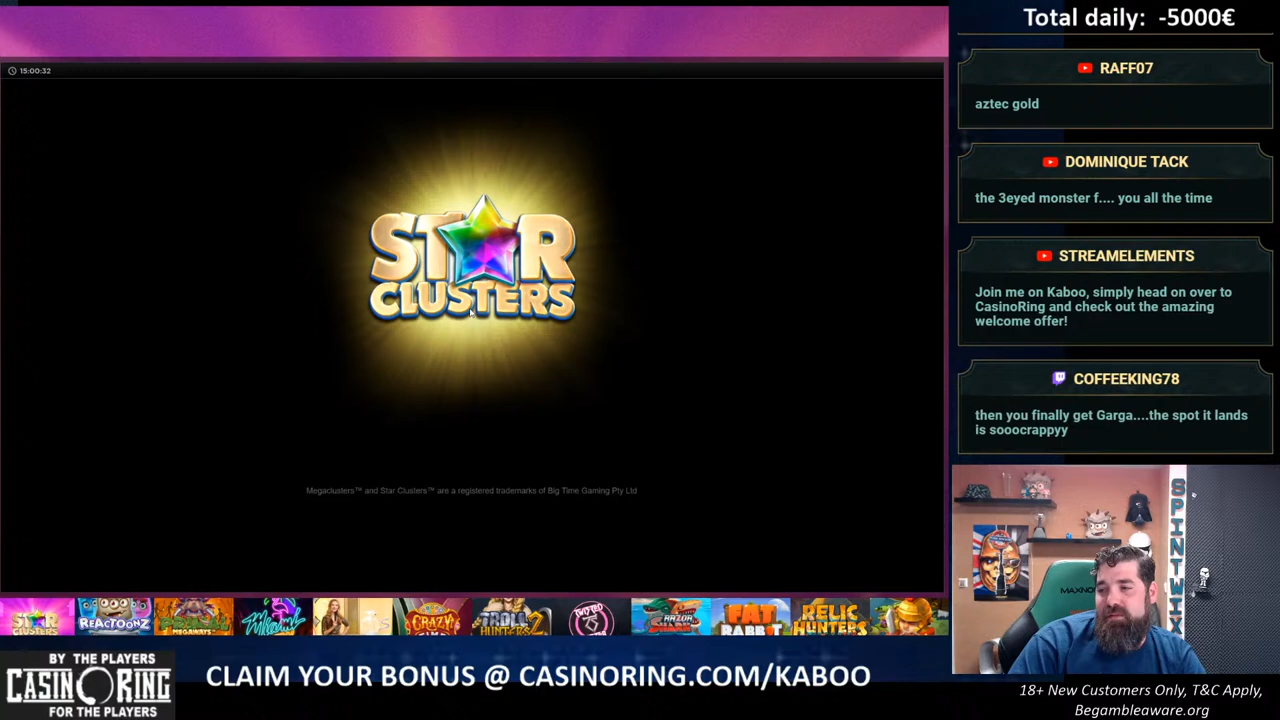 Total daily: -5000€
15:00:32
RAFF07
aztec gold
DOMINIQUE TACK
the 3eyed monster f.... you all the time
STAR
CLUSTERS
STREAMELEMENTS
Join me on Kaboo, simply head on over to
CasinoRing and check out the amazing
welcome offer!
COFFEEKING78
then you finally get Garga....the spot it lands
is sooocrappyy
Megaclusters™ and Star Clusters™ are a registered trademarks of Big Time Gaming Pty Ltd
SPINTWIX
MAXNO
STAR
CLUSTERS
REACTOONZ
MEGAWAYS
Miami
CRAZY
TROLL
HUNTERS 2
RAZOR
SHARK
FAT
RABBIT
RELIC
HUNTERS
BY THE PLAYERS
CASINORING
FOR THE PLAYERS
CLAIM YOUR BONUS @ CASINORING.COM/KABOO
18+ New Customers Only, T&C Apply,
Begambleaware.org